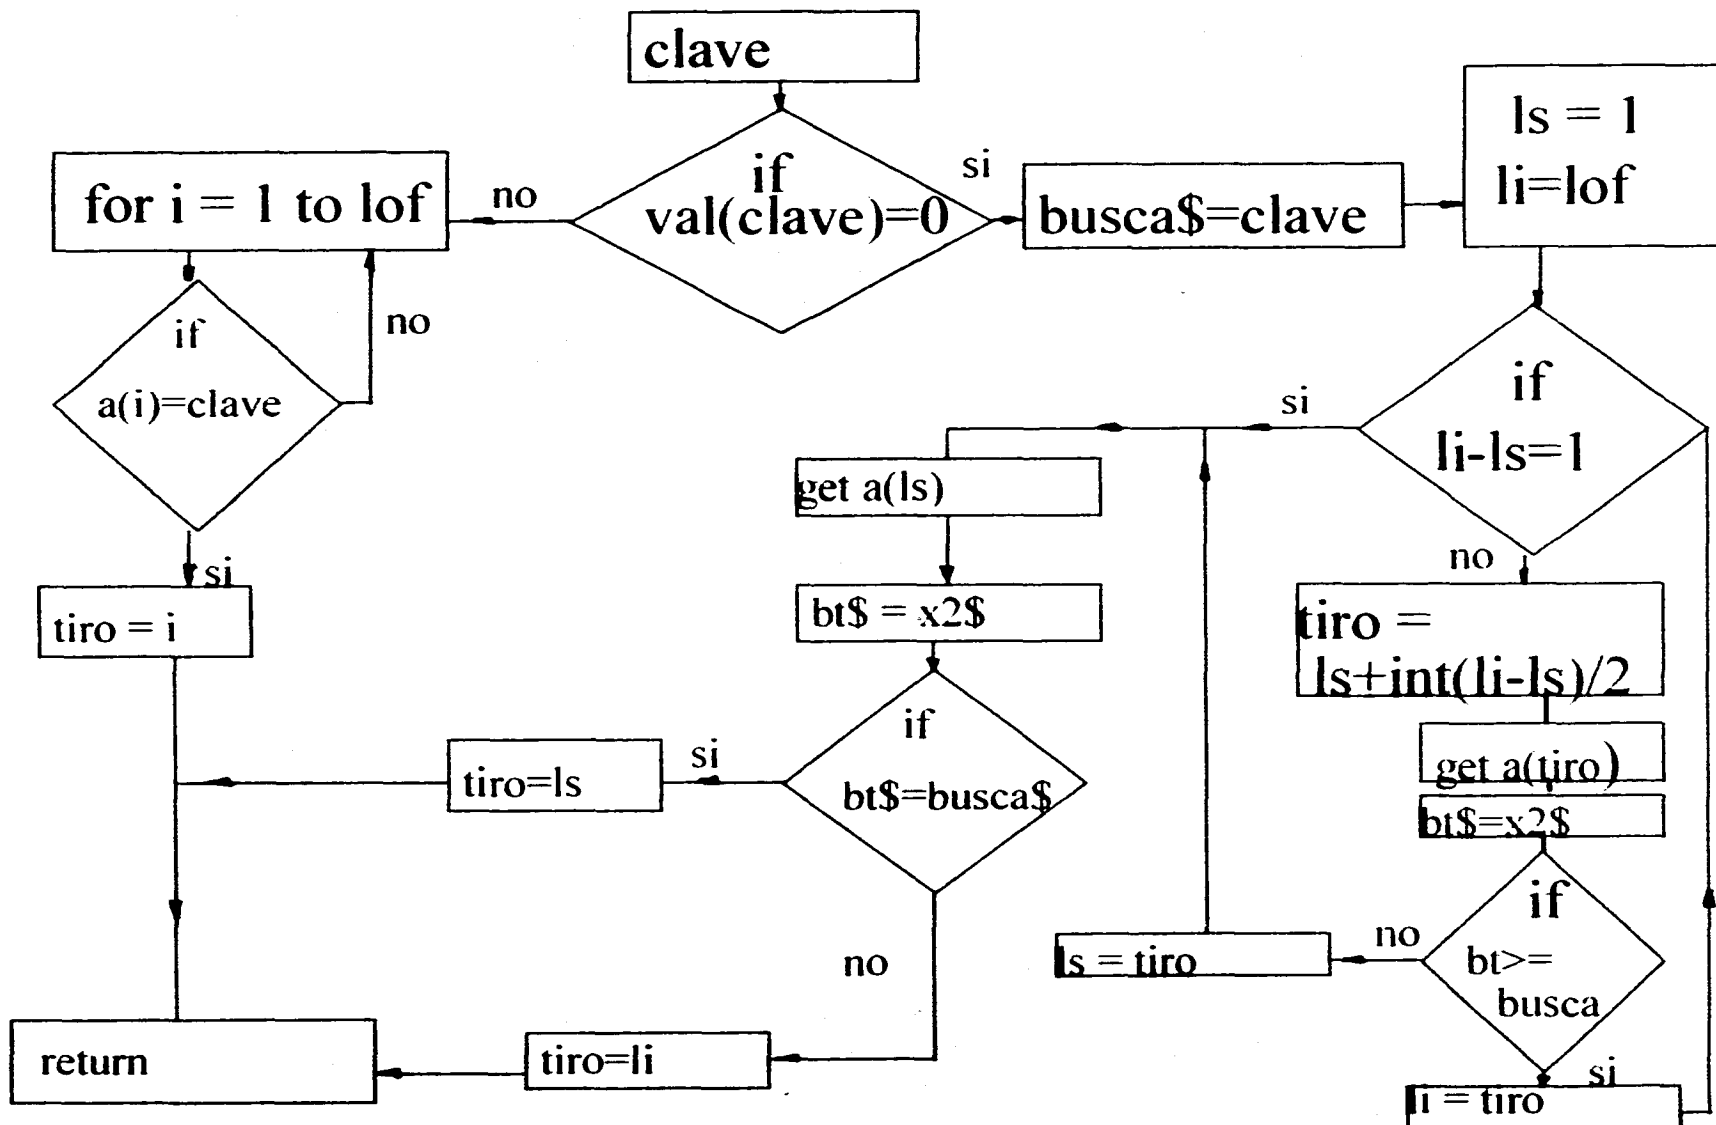 clave
if
val(clave)=0
si
no
busca$=clave
ls = 1
li=lof
for i = 1 to lof
if
a(i)=clave
no
si
tiro = i
if
li-ls=1
si
no
get a(ls)
bt$ = x2$
if
bt$=busca$
si
tiro=ls
no
tiro=li
return
tiro =
ls+int(li-ls)/2
get a(tiro)
bt$=x2$
if
bt>=
busca
no
ls = tiro
si
li = tiro